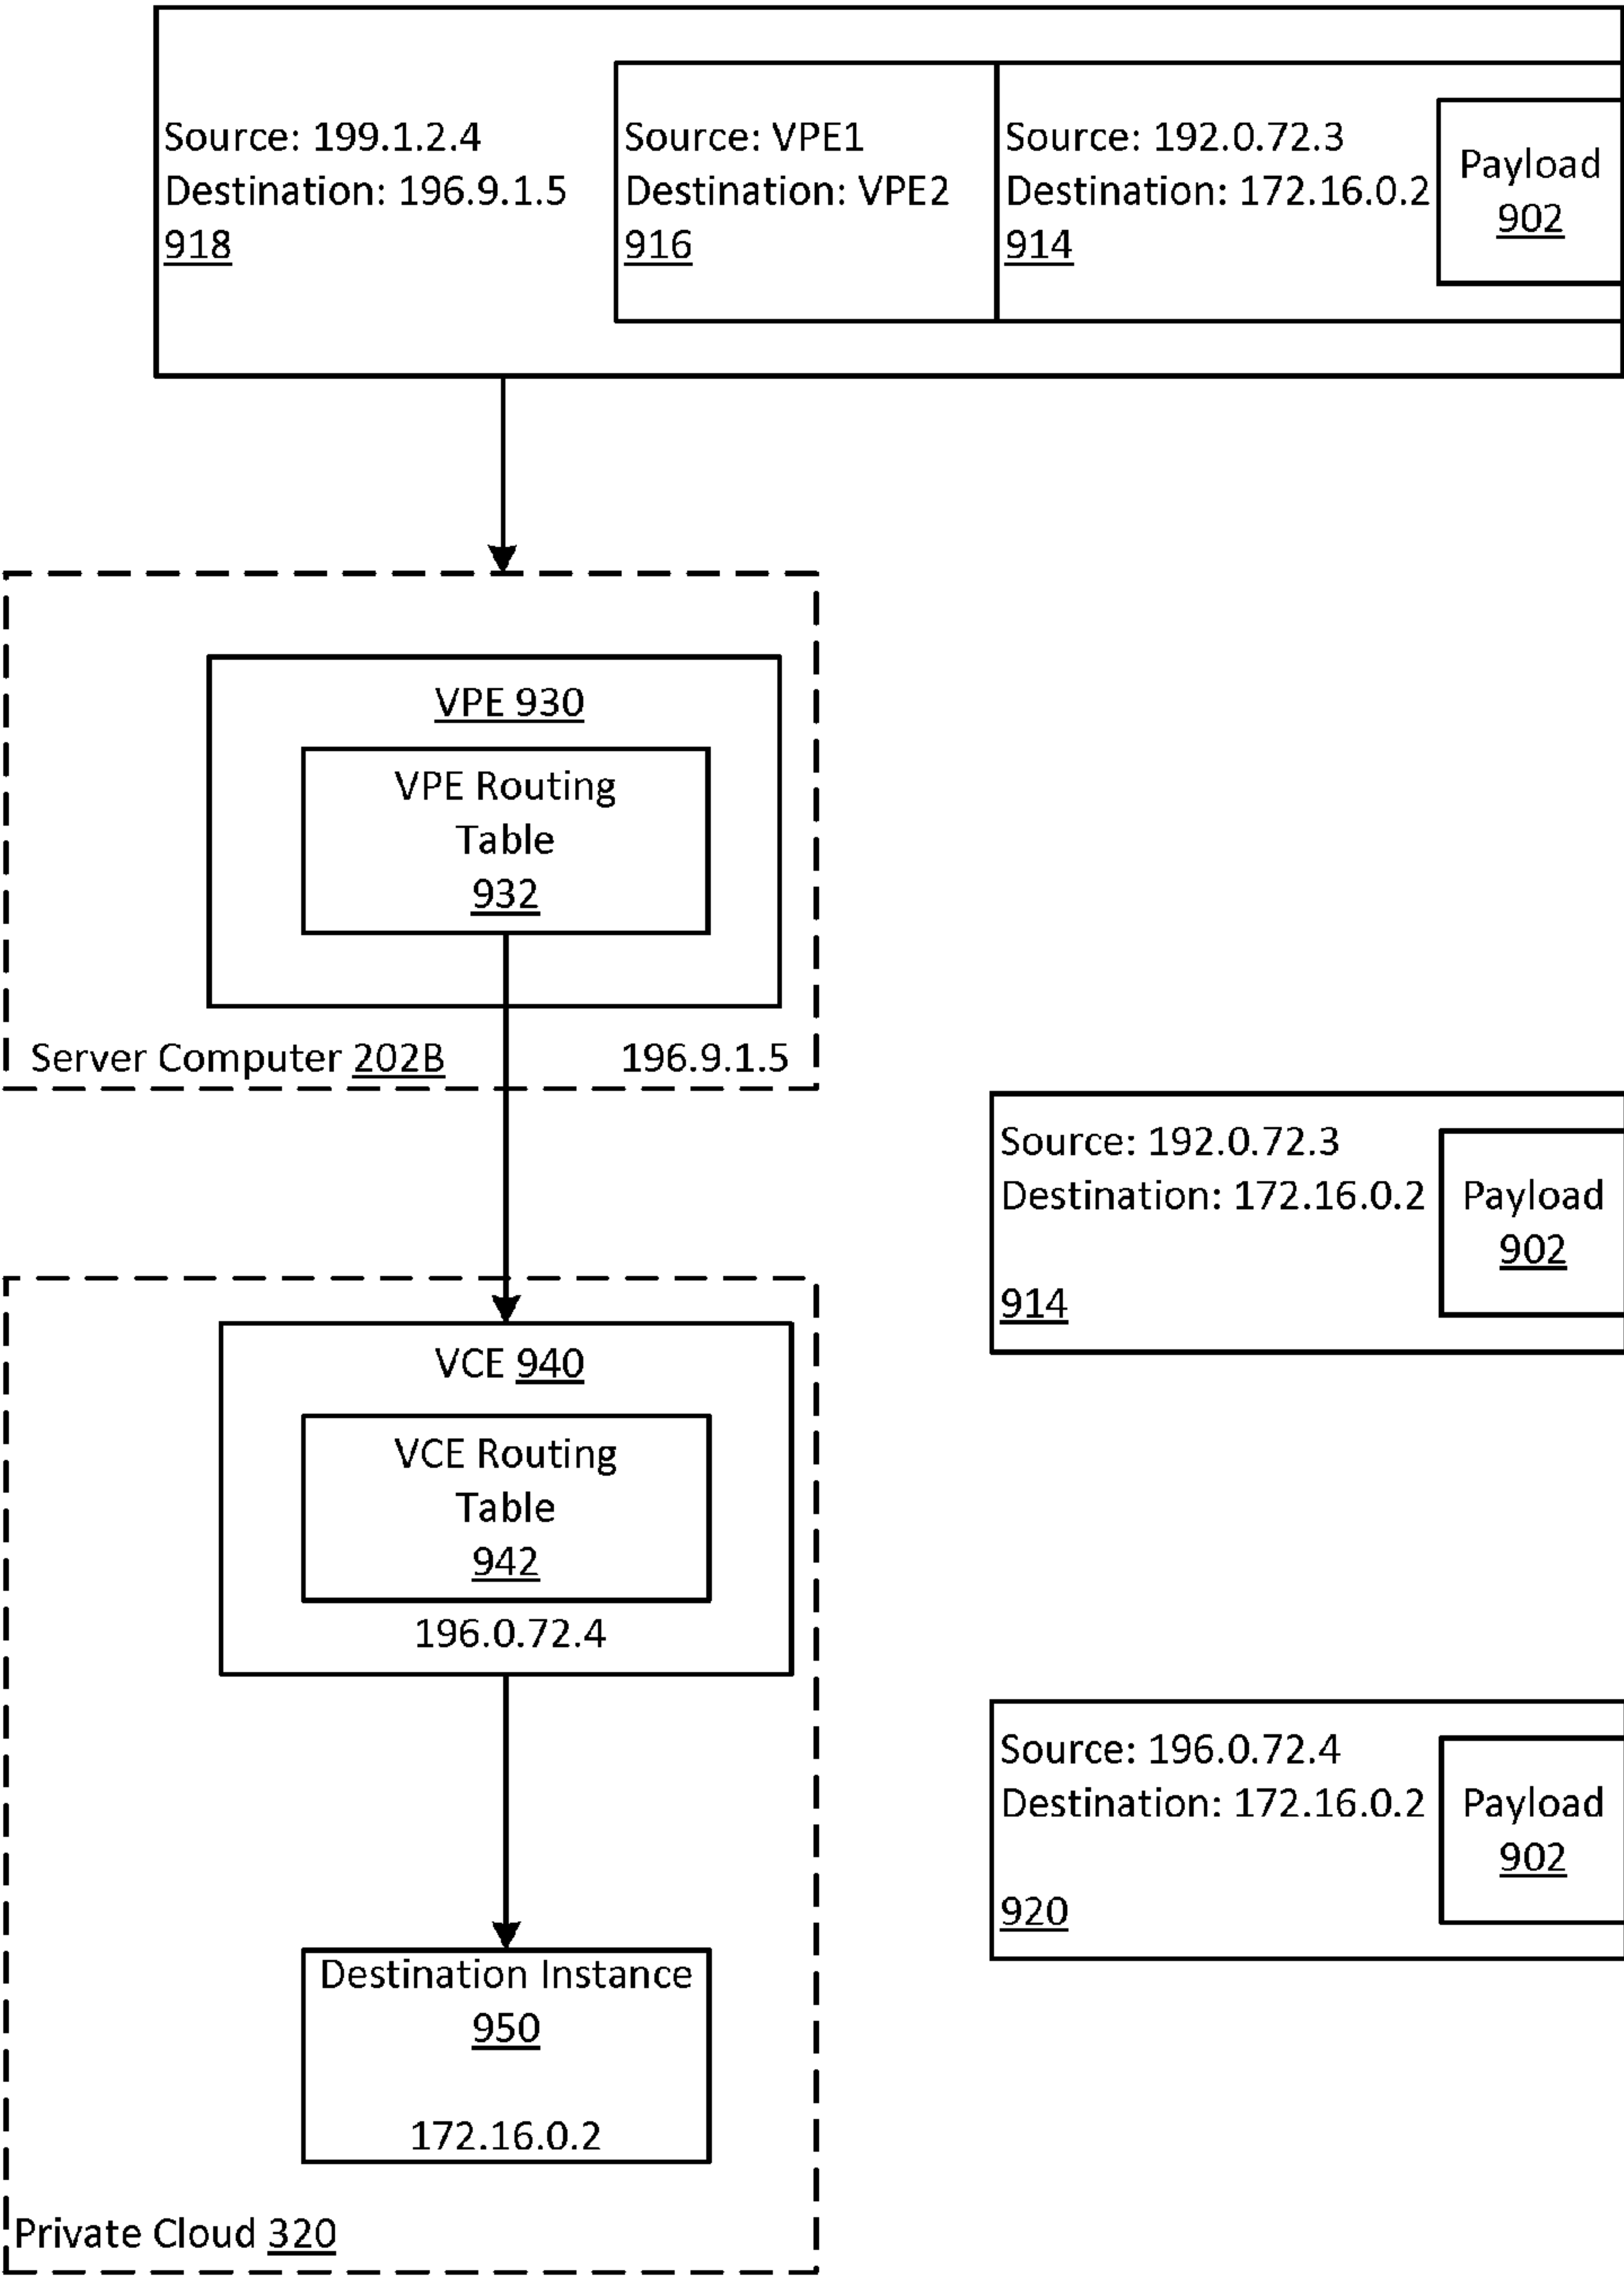 Source: 199.1.2.4
Destination: 196.9.1.5
918
Source: VPE1
Destination: VPE2
916
Source: 192.0.72.3
Destination: 172.16.0.2
914
Payload
902
VPE 930
VPE Routing
Table
932
Server Computer 202B
196.9.1.5
Source: 192.0.72.3
Destination: 172.16.0.2
914
Payload
902
VCE 940
VCE Routing
Table
942
196.0.72.4
Source: 196.0.72.4
Destination: 172.16.0.2
920
Payload
902
Destination Instance
950
172.16.0.2
Private Cloud 320